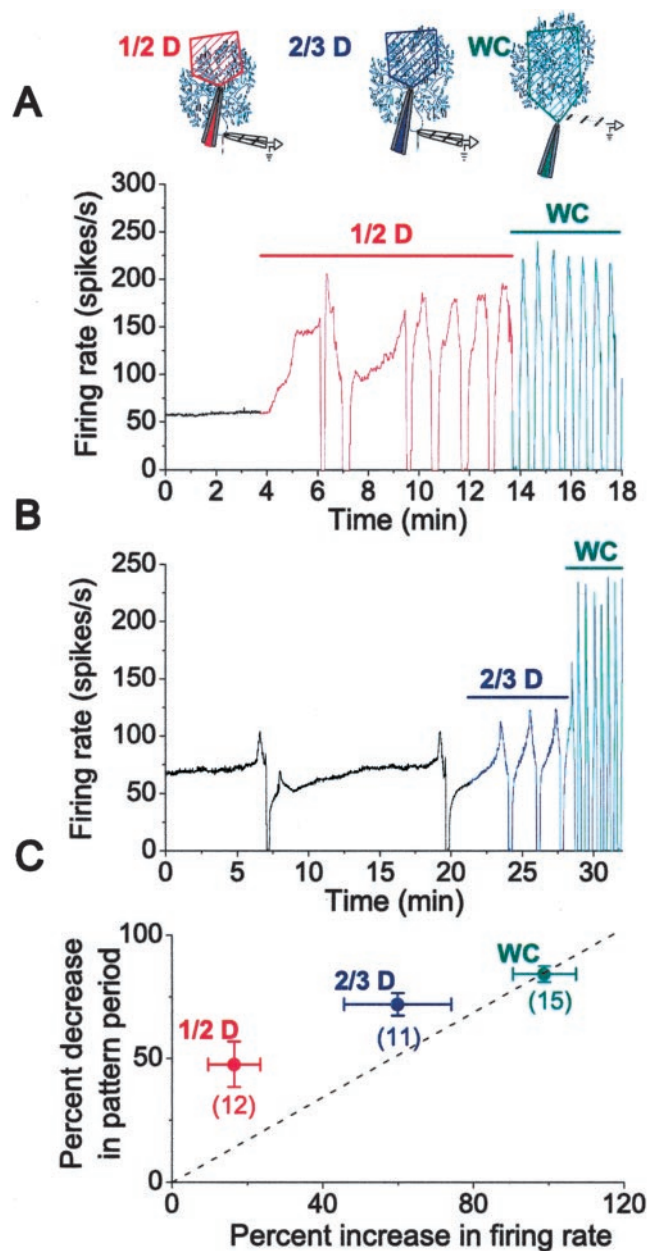 1/2 D 2/3 D WC
A
300
250
200
150
100
50
0
Firing rate (spikes/s)
1/2 D
WC
0 2 4 6 8 10 12 14 16 18
Time (min)
B
250
200
150
100
50
0
Firing rate (spikes/s)
2/3 D
WC
0 5 10 15 20 25 30
Time (min)
C
100
50
0
Percent decrease
in pattern period
1/2 D
(12)
2/3 D
(11)
WC
(15)
0 40 80 120
Percent increase in firing rate